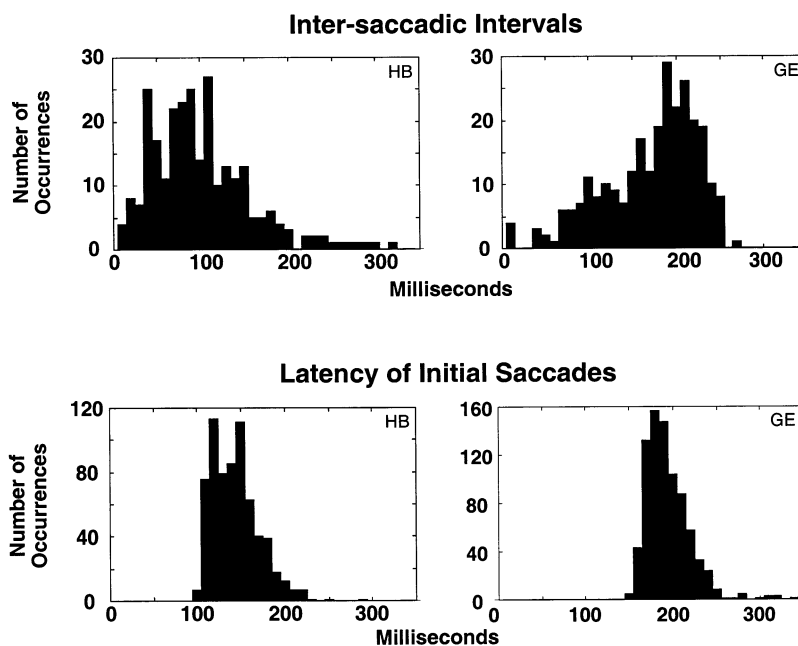 Inter-saccadic Intervals
Number of
Occurrences
30
20
10
0
HB
0 100 200 300
30
20
10
0
GE
0 100 200 300
Milliseconds
Latency of Initial Saccades
Number of
Occurrences
120
80
40
0
HB
0 100 200 300
160
120
80
40
0
GE
0 100 200 300
Milliseconds